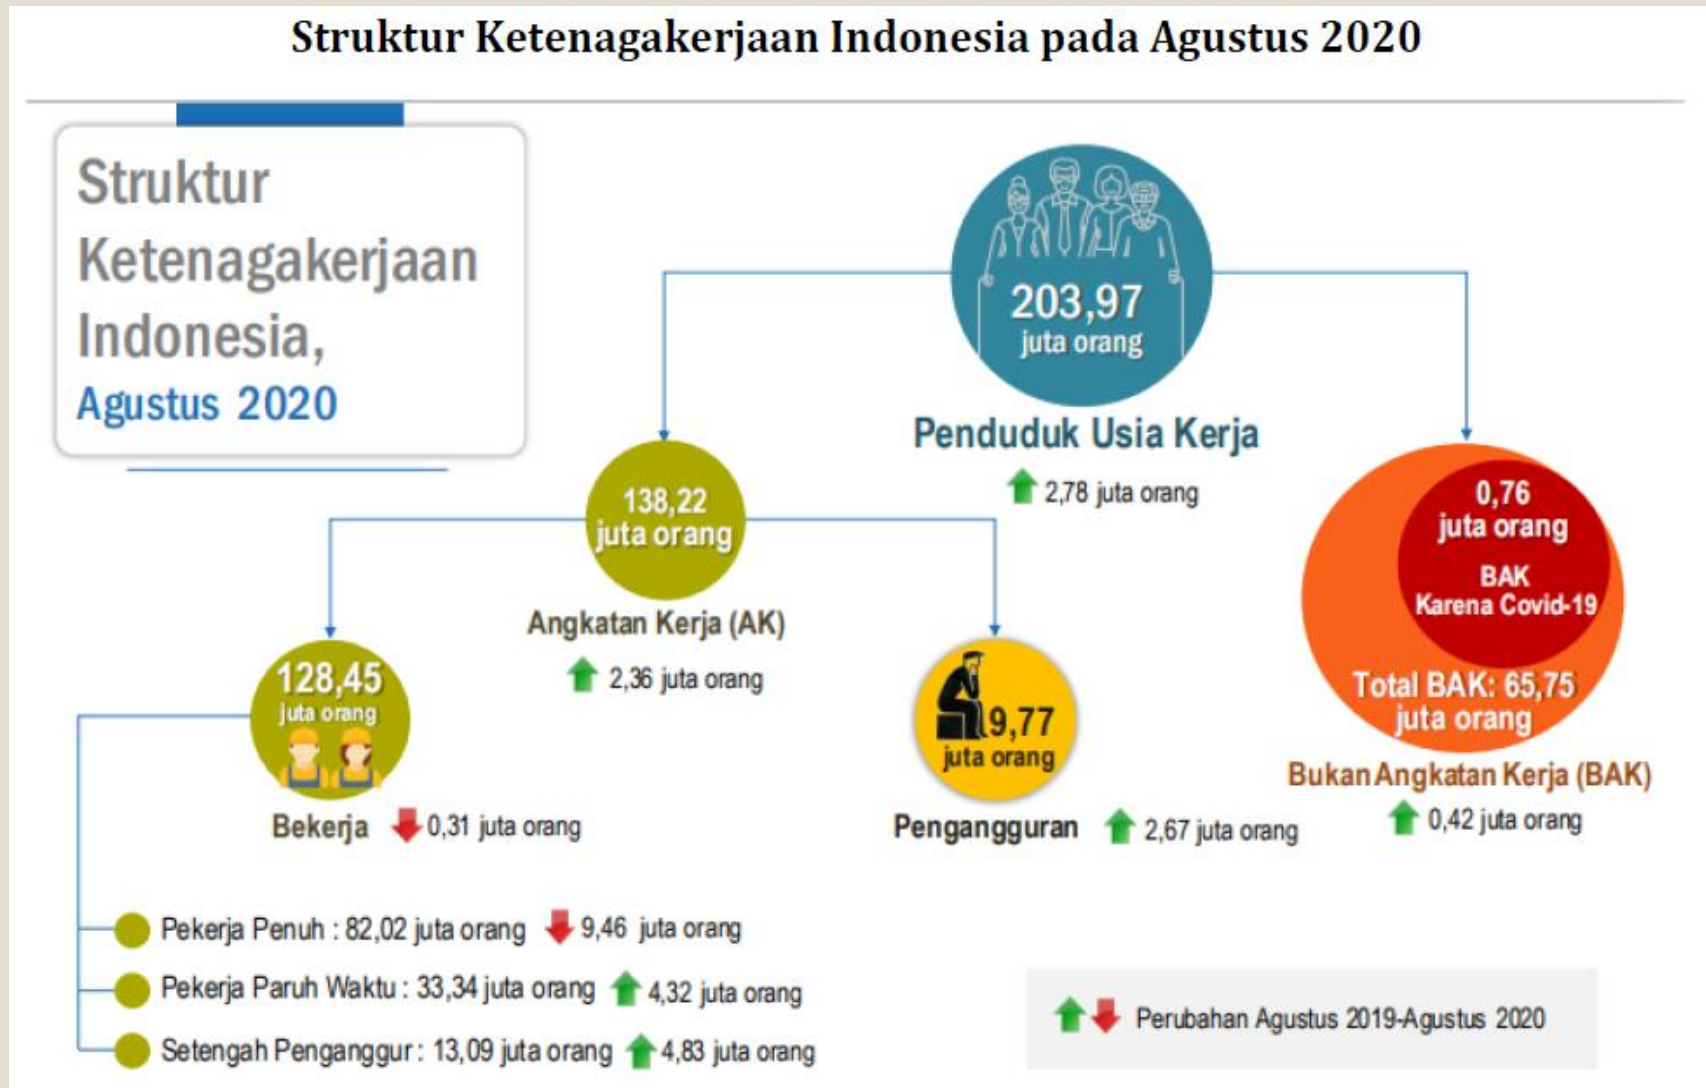 Struktur Ketenagakerjaan Indonesia pada Agustus 2020
Struktur
Ketenagakerjaan
Indonesia,
Agustus 2020
203,97
juta orang
Penduduk Usia Kerja
2,78 juta orang
138,22
juta orang
Angkatan Kerja (AK)
2,36 juta orang
0,76
juta orang
BAK
Karena Covid-19
Total BAK: 65,75
juta orang
Bukan Angkatan Kerja (BAK)
0,42 juta orang
128,45
juta orang
Bekerja
0,31 juta orang
9,77
juta orang
Pengangguran
2,67 juta orang
Pekerja Penuh : 82,02 juta orang
9,46 juta orang
Pekerja Paruh Waktu : 33,34 juta orang
4,32 juta orang
Setengah Penganggur : 13,09 juta orang
4,83 juta orang
Perubahan Agustus 2019-Agustus 2020